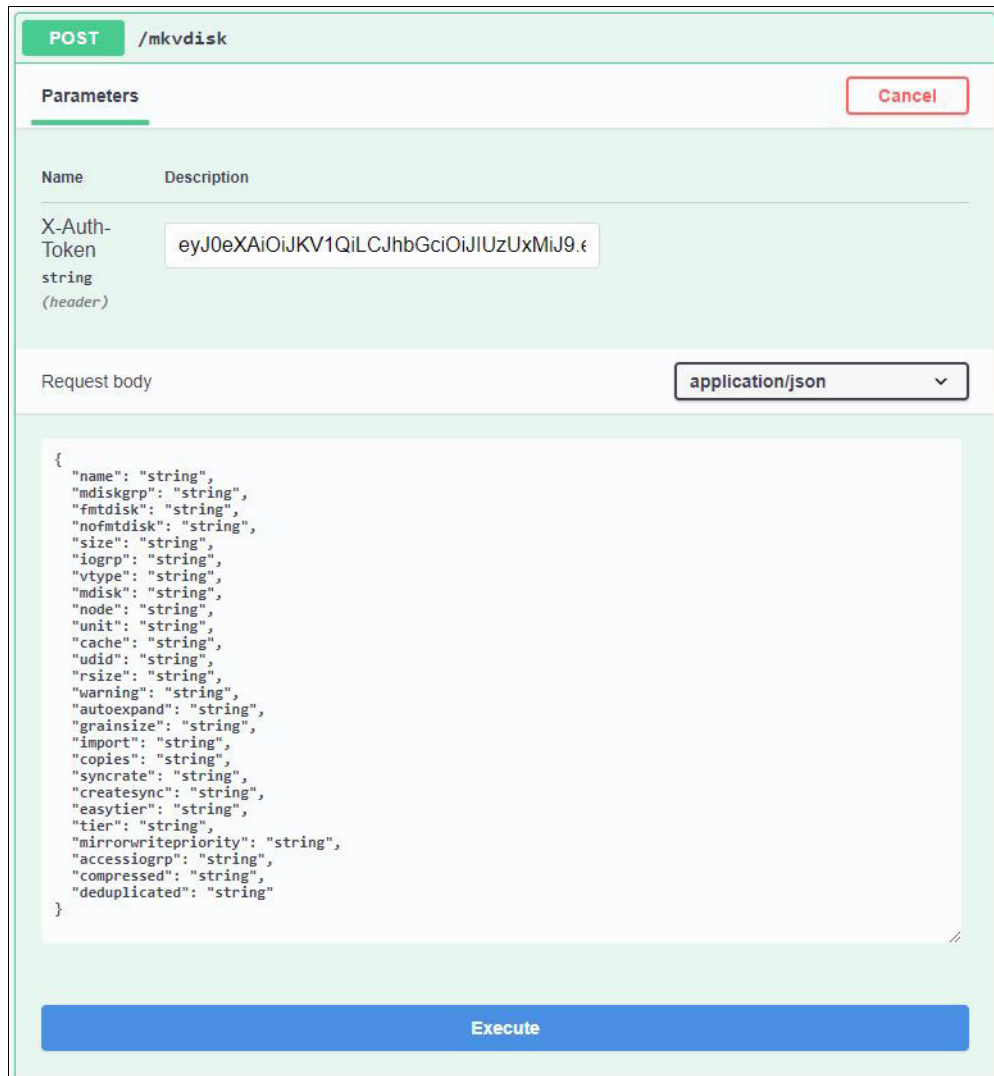 POST /mkvdisk
Parameters
Cancel
Name Description
X-Auth-
Token
string
(header)
eyJ0eXAiOiJKV1QiLCJhbGciOiJIUzUxMiJ9.e
Request body
application/json
{
"name": "string",
"mdiskgrp": "string",
"fmtdisk": "string",
"nofmtdisk": "string",
"size": "string",
"iogrp": "string",
"vtype": "string",
"mdisk": "string",
"node": "string",
"unit": "string",
"cache": "string",
"udid": "string",
"rsize": "string",
"warning": "string",
"autoexpand": "string",
"grainsize": "string",
"import": "string",
"copies": "string",
"syncrate": "string",
"createsync": "string",
"easytier": "string",
"tier": "string",
"mirrorwritepriority": "string",
"accessiogrp": "string",
"compressed": "string",
"deduplicated": "string"
}
Execute